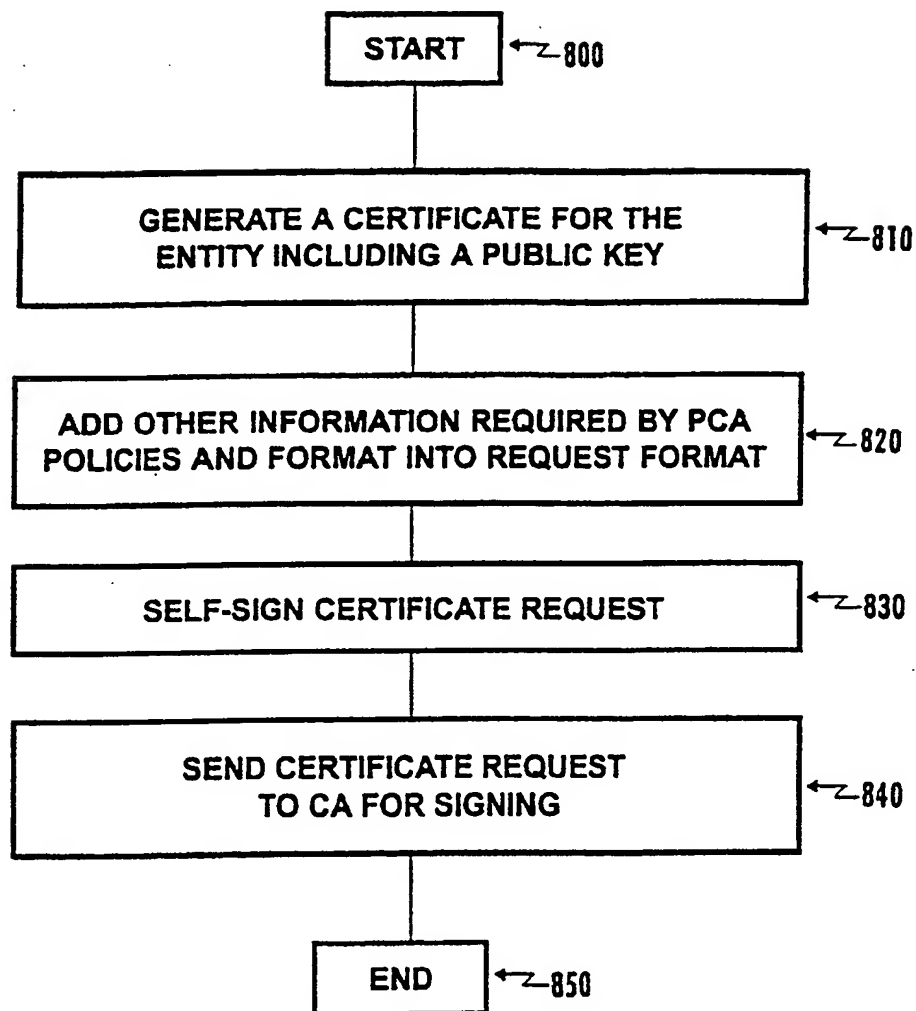 START
800
GENERATE A CERTIFICATE FOR THE
ENTITY INCLUDING A PUBLIC KEY
810
ADD OTHER INFORMATION REQUIRED BY PCA
POLICIES AND FORMAT INTO REQUEST FORMAT
820
SELF-SIGN CERTIFICATE REQUEST
830
SEND CERTIFICATE REQUEST
TO CA FOR SIGNING
840
END
850